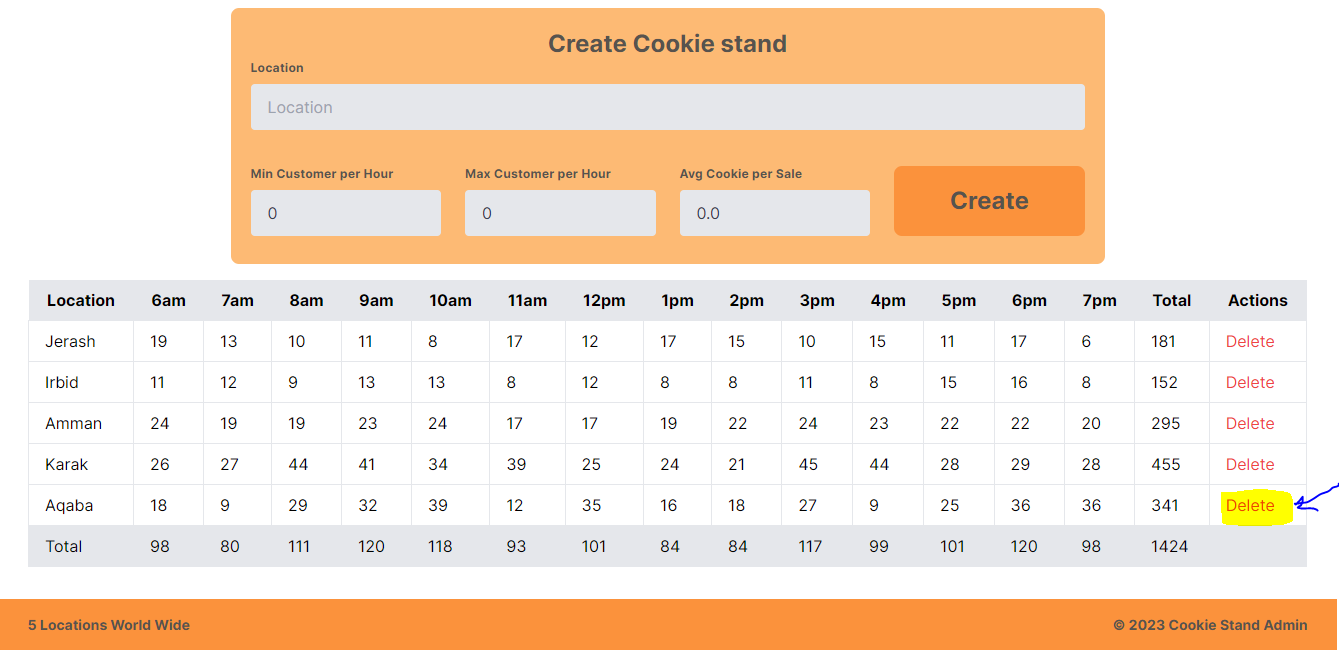 Create Cookie stand
Location
Location
Min Customer per Hour Max Customer per Hour Avg Cookie per Sale
0 0 0.0 Create
Location 6am 7am 8am 9am 10am 11am 12pm 1pm 2pm 3pm 4pm 5pm 6pm 7pm Total Actions
Jerash 19 13 10 11 8 17 12 17 15 10 15 11 17 6 181 Delete
Irbid 11 12 9 13 13 8 12 8 8 11 8 15 16 8 152 Delete
Amman 24 19 19 23 24 17 17 19 22 24 23 22 22 20 295 Delete
Karak 26 27 44 41 34 39 25 24 21 45 44 28 29 28 455 Delete
Aqaba 18 9 29 32 39 12 35 16 18 27 9 25 36 36 341 Delete
Total 98 80 111 120 118 93 101 84 84 117 99 101 120 98 1424
5 Locations World Wide © 2023 Cookie Stand Admin